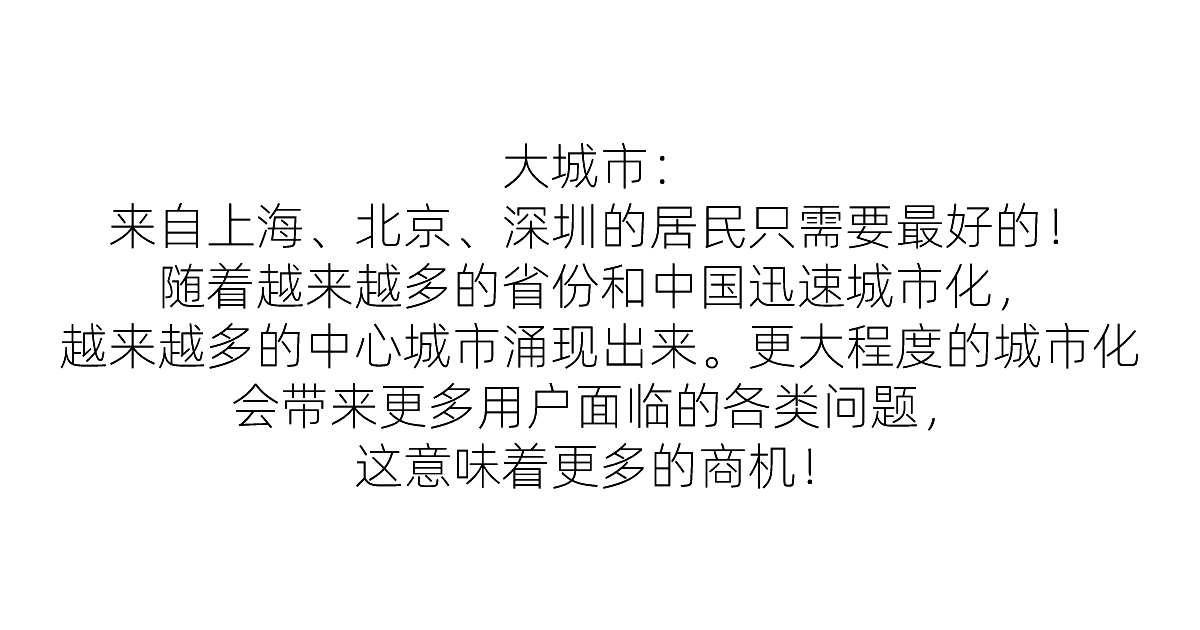 大城市：
来自上海、北京、深圳的居民只需要最好的！
随着越来越多的省份和中国迅速城市化，
越来越多的中心城市涌现出来。更大程度的城市化
会带来更多用户面临的各类问题，
这意味着更多的商机！